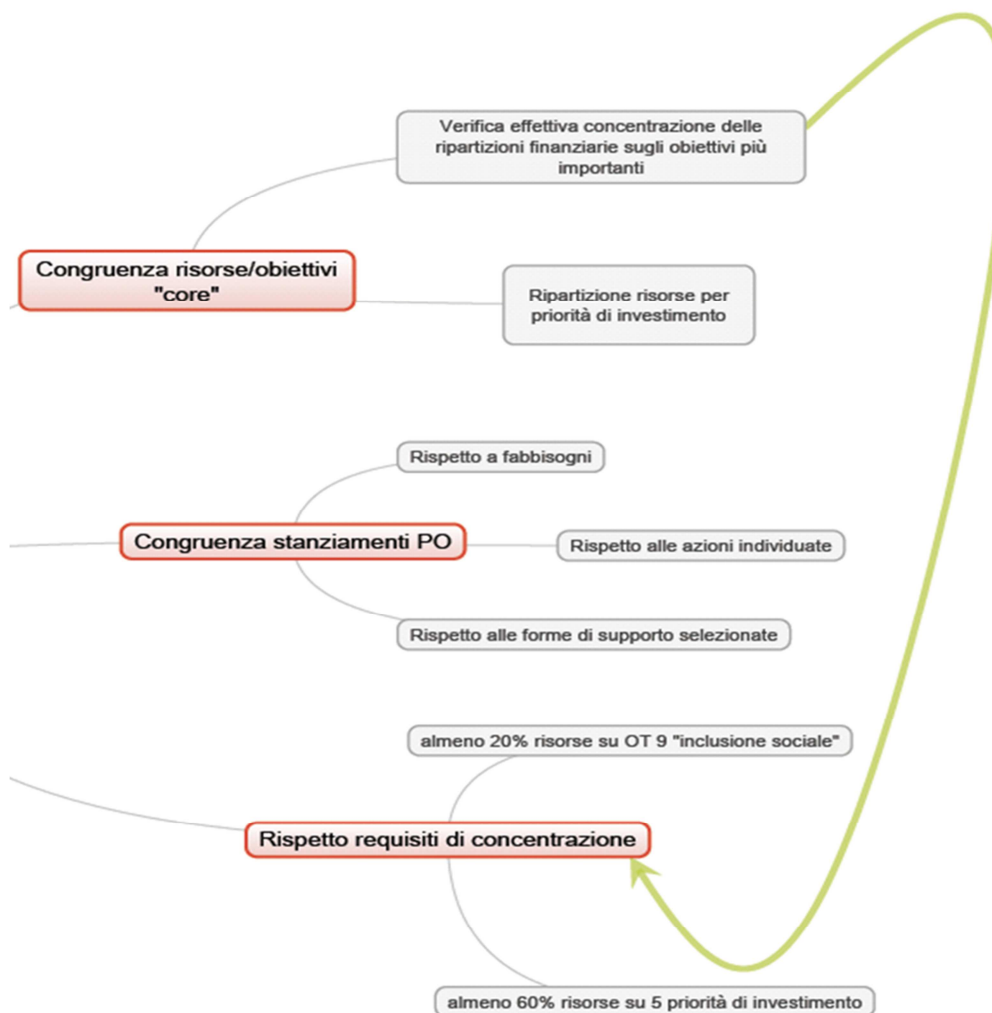 Verifica effettiva concentrazione delle
ripartizioni finanziarie sugli obiettivi più
importanti
Congruenza risorse/obiettivi
"core"
Ripartizione risorse per
priorità di investimento
Rispetto a fabbisogni
Congruenza stanziamenti PO
Rispetto alle azioni individuate
Rispetto alle forme di supporto selezionate
almeno 20% risorse su OT 9 "inclusione sociale"
Rispetto requisiti di concentrazione
almeno 60% risorse su 5 priorità di investimento